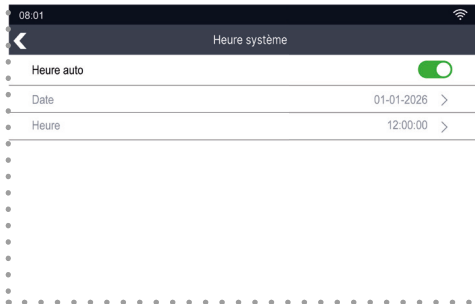 08:01
Heure système
Heure auto
Date 01-01-2026
Heure 12:00:00